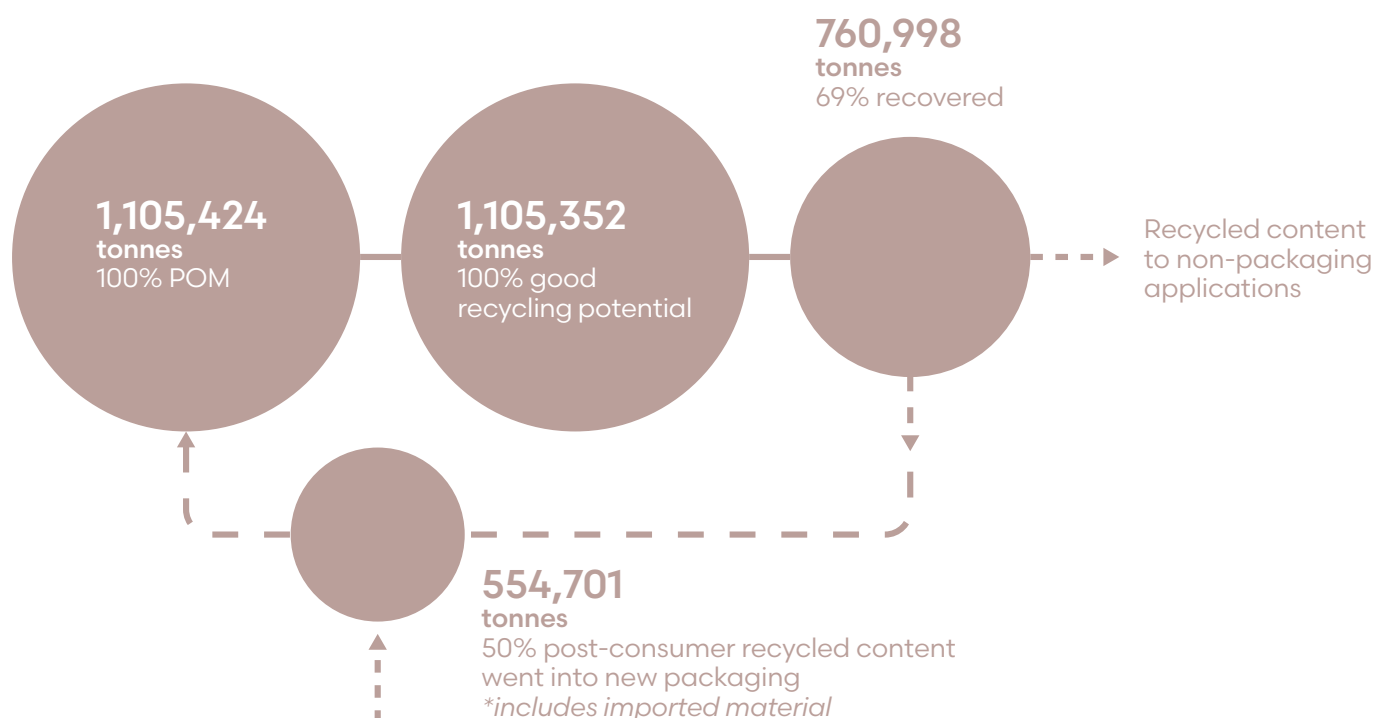 760,998
tonnes
69% recovered
1,105,424
tonnes
100% POM
1,105,352
tonnes
100% good
recycling potential
Recycled content
to non-packaging
applications
554,701
tonnes
50% post-consumer recycled content
went into new packaging
*includes imported material